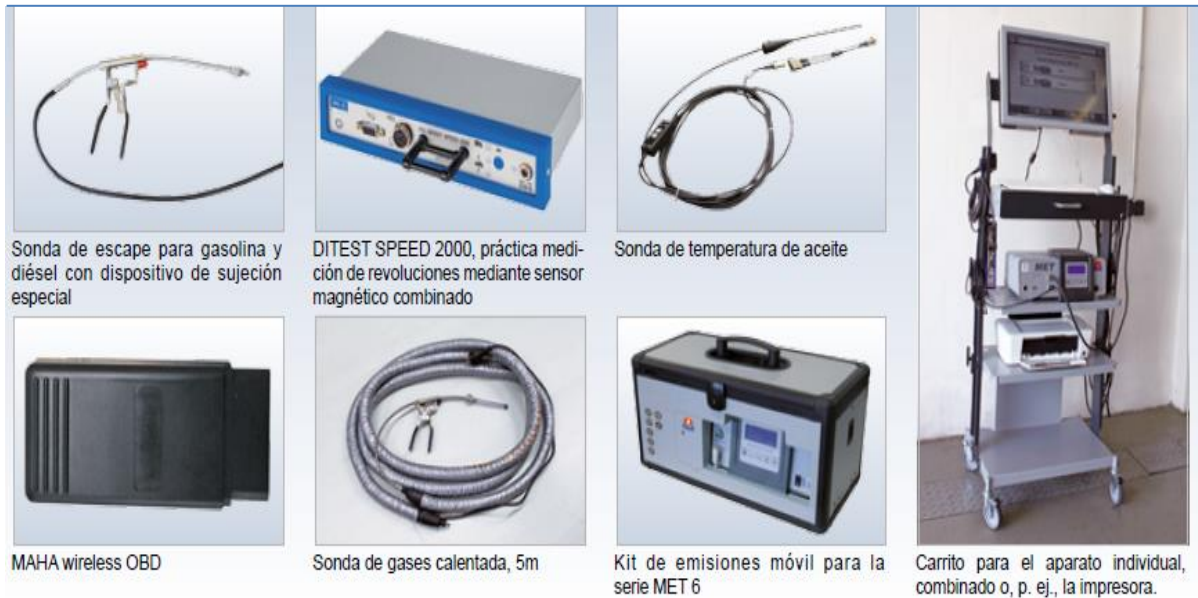 Sonda de escape para gasolina y
diésel con dispositivo de sujeción
especial
DITEST SPEED 2000, práctica medi-
ción de revoluciones mediante sensor
magnético combinado
Sonda de temperatura de aceite
MET
MAHA wireless OBD
Sonda de gases calentada, 5m
Kit de emisiones móvil para la
serie MET 6
Carrito para el aparato individual,
combinado o, p. ej., la impresora.